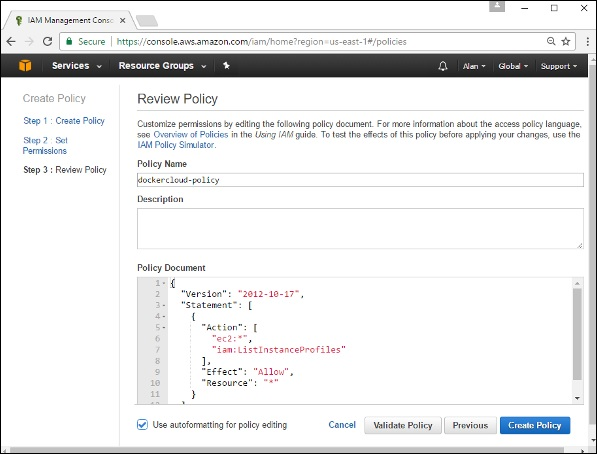 IAM Management Conso
Secure https://console.aws.amazon.com/iam/home?region=us-east-1#/policies
Services Resource Groups Alan Global Support
Create Policy
Step 1 : Create Policy
Step 2 : Set
Permissions
Step 3 : Review Policy
Review Policy
Customize permissions by editing the following policy document. For more information about the access policy language,
see Overview of Policies in the Using IAM guide. To test the effects of this policy before applying your changes, use the
IAM Policy Simulator.
Policy Name
dockercloud-policy
Description
Policy Document
1 {
2 "Version": "2012-10-17",
3 "Statement": [
4 {
5 "Action": [
6 "ec2:*",
7 "iam:ListInstanceProfiles"
8 ],
9 "Effect": "Allow",
10 "Resource": "*"
11 }
Use autoformatting for policy editing
Cancel Validate Policy Previous Create Policy